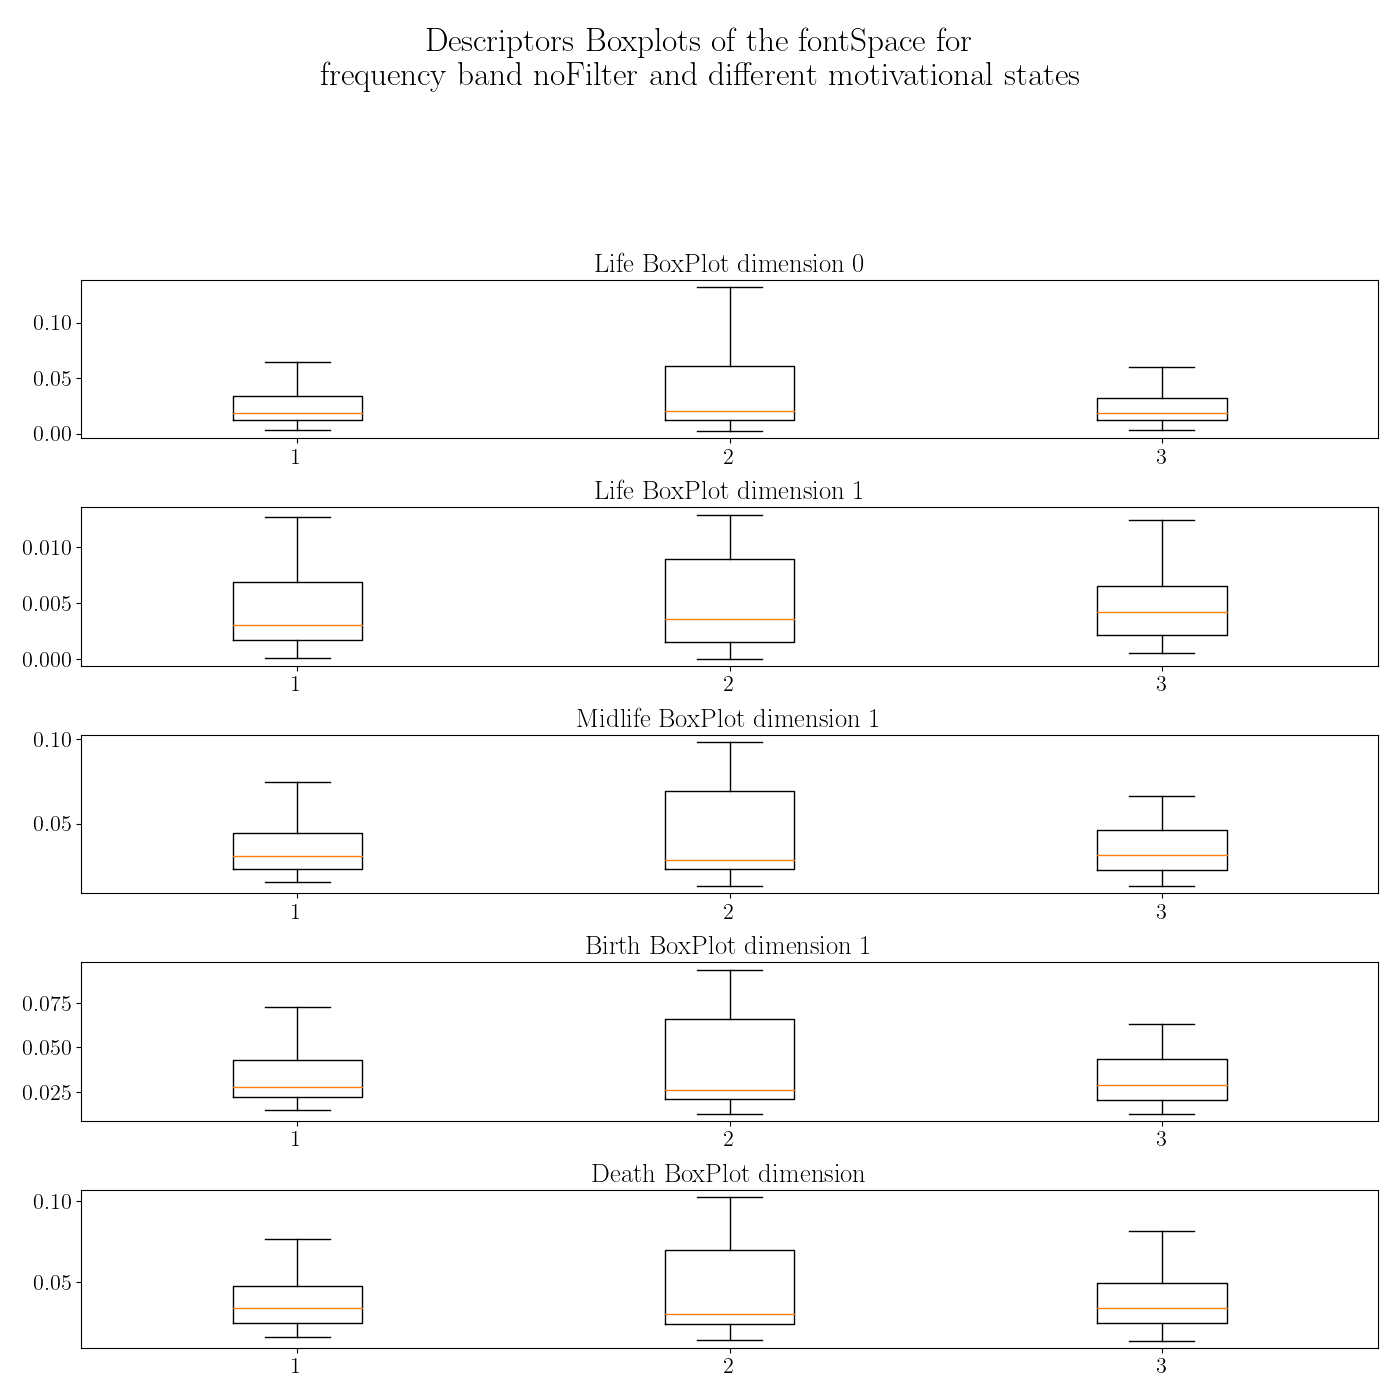 Descriptors Boxplots of the fontSpace for
frequency band noFilter and different motivational states
Life BoxPlot dimension 0
0.10
0.05
0.00
1 2 3
Life BoxPlot dimension 1
0.010
0.005
0.000
1 2 3
Midlife BoxPlot dimension 1
0.10
0.05
1 2 3
Birth BoxPlot dimension 1
0.075
0.050
0.025
1 2 3
Death BoxPlot dimension
0.10
0.05
1 2 3